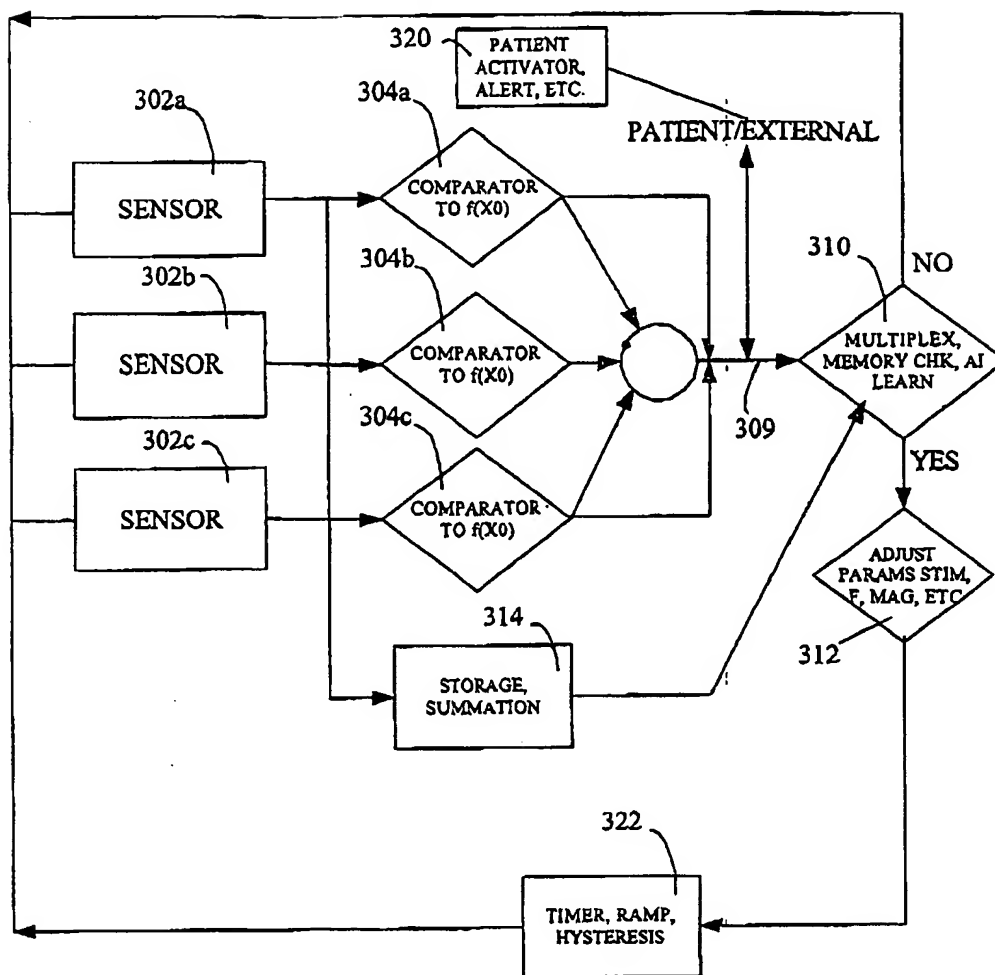 320
PATIENT
ACTIVATOR,
ALERT, ETC.
304a
302a
PATIENT/EXTERNAL
SENSOR
COMPARATOR
TO f(X0)
302b
304b
310
NO
SENSOR
COMPARATOR
TO f(X0)
MULTIPLEX,
MEMORY CHK, AI
LEARN
302c
304c
309
YES
SENSOR
COMPARATOR
TO f(X0)
ADJUST
PARAMS STIM,
F, MAG, ETC
312
314
STORAGE,
SUMMATION
322
TIMER, RAMP,
HYSTERESIS